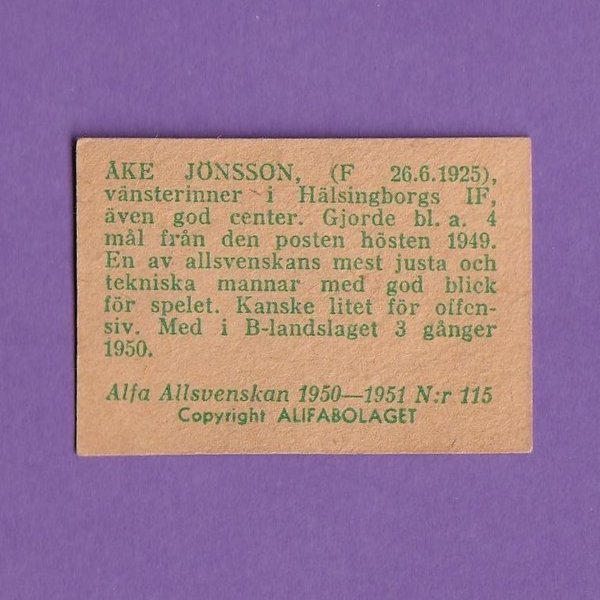 ÅKE JÖNSSON, (F 26.6.1925),
vänsterinner i Hälsingborgs IF,
även god center. Gjorde bl. a. 4
mål från den posten hösten 1949.
En av allsvenskans mest justa och
tekniska mannar med god blick
för spelet. Kanske litet för offen-
siv. Med i B-landslaget 3 gånger
1950.
Alfa Allsvenskan 1950—1951 N:r 115
Copyright ALIFABOLAGET